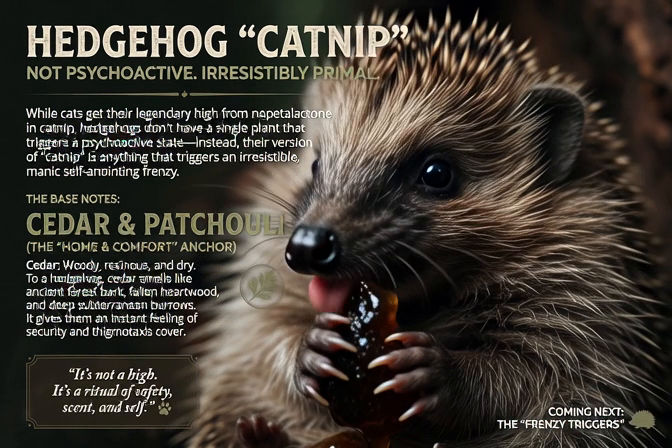 HEDGEHOG “CATNIP”
NOT PSYCHOACTIVE. IRRESISTIBLY PRIMAL.
While cats get their legendary high from nepetalactone
in catnip, hedgehogs don't have a single plant that
triggers a psychoactive state—Instead, their version
of "catnip" is anything that triggers an irresistible,
manic self-anointing frenzy.
THE BASE NOTES:
CEDAR & PATCHOULI
(THE "HOME & COMFORT" ANCHOR)
Cedar: Woody, resinous, and dry.
To a hedgehog, cedar smells like
ancient forest bark, fallen heartwood,
and deep subterranean burrows.
It gives them an instant feeling of
security and thigmotaxis cover.
"It's not a high.
It's a ritual of safety,
scent, and self."
COMING NEXT:
THE "FRENZY TRIGGERS"